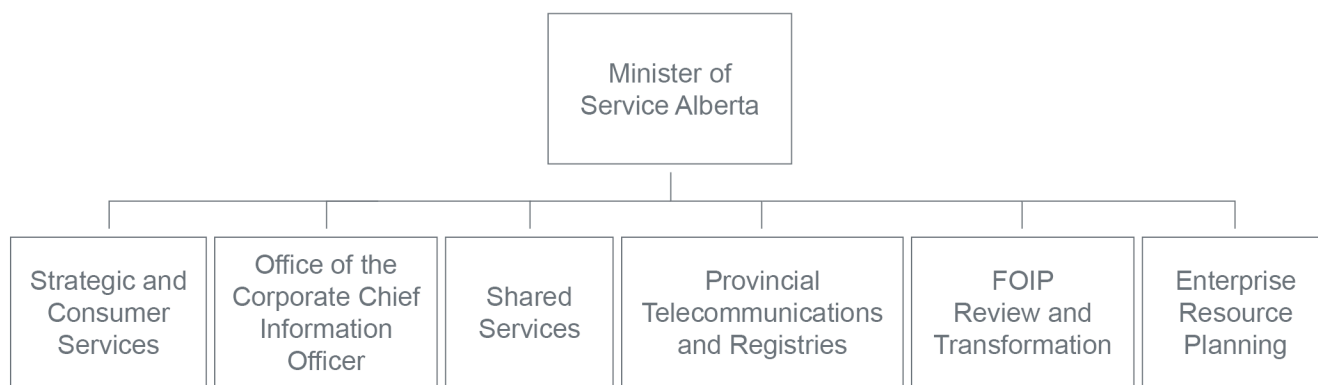 Minister of
Service Alberta
Strategic and
Consumer
Services
Office of the
Corporate Chief
Information
Officer
Shared
Services
Provincial
Telecommunications
and Registries
FOIP
Review and
Transformation
Enterprise
Resource
Planning